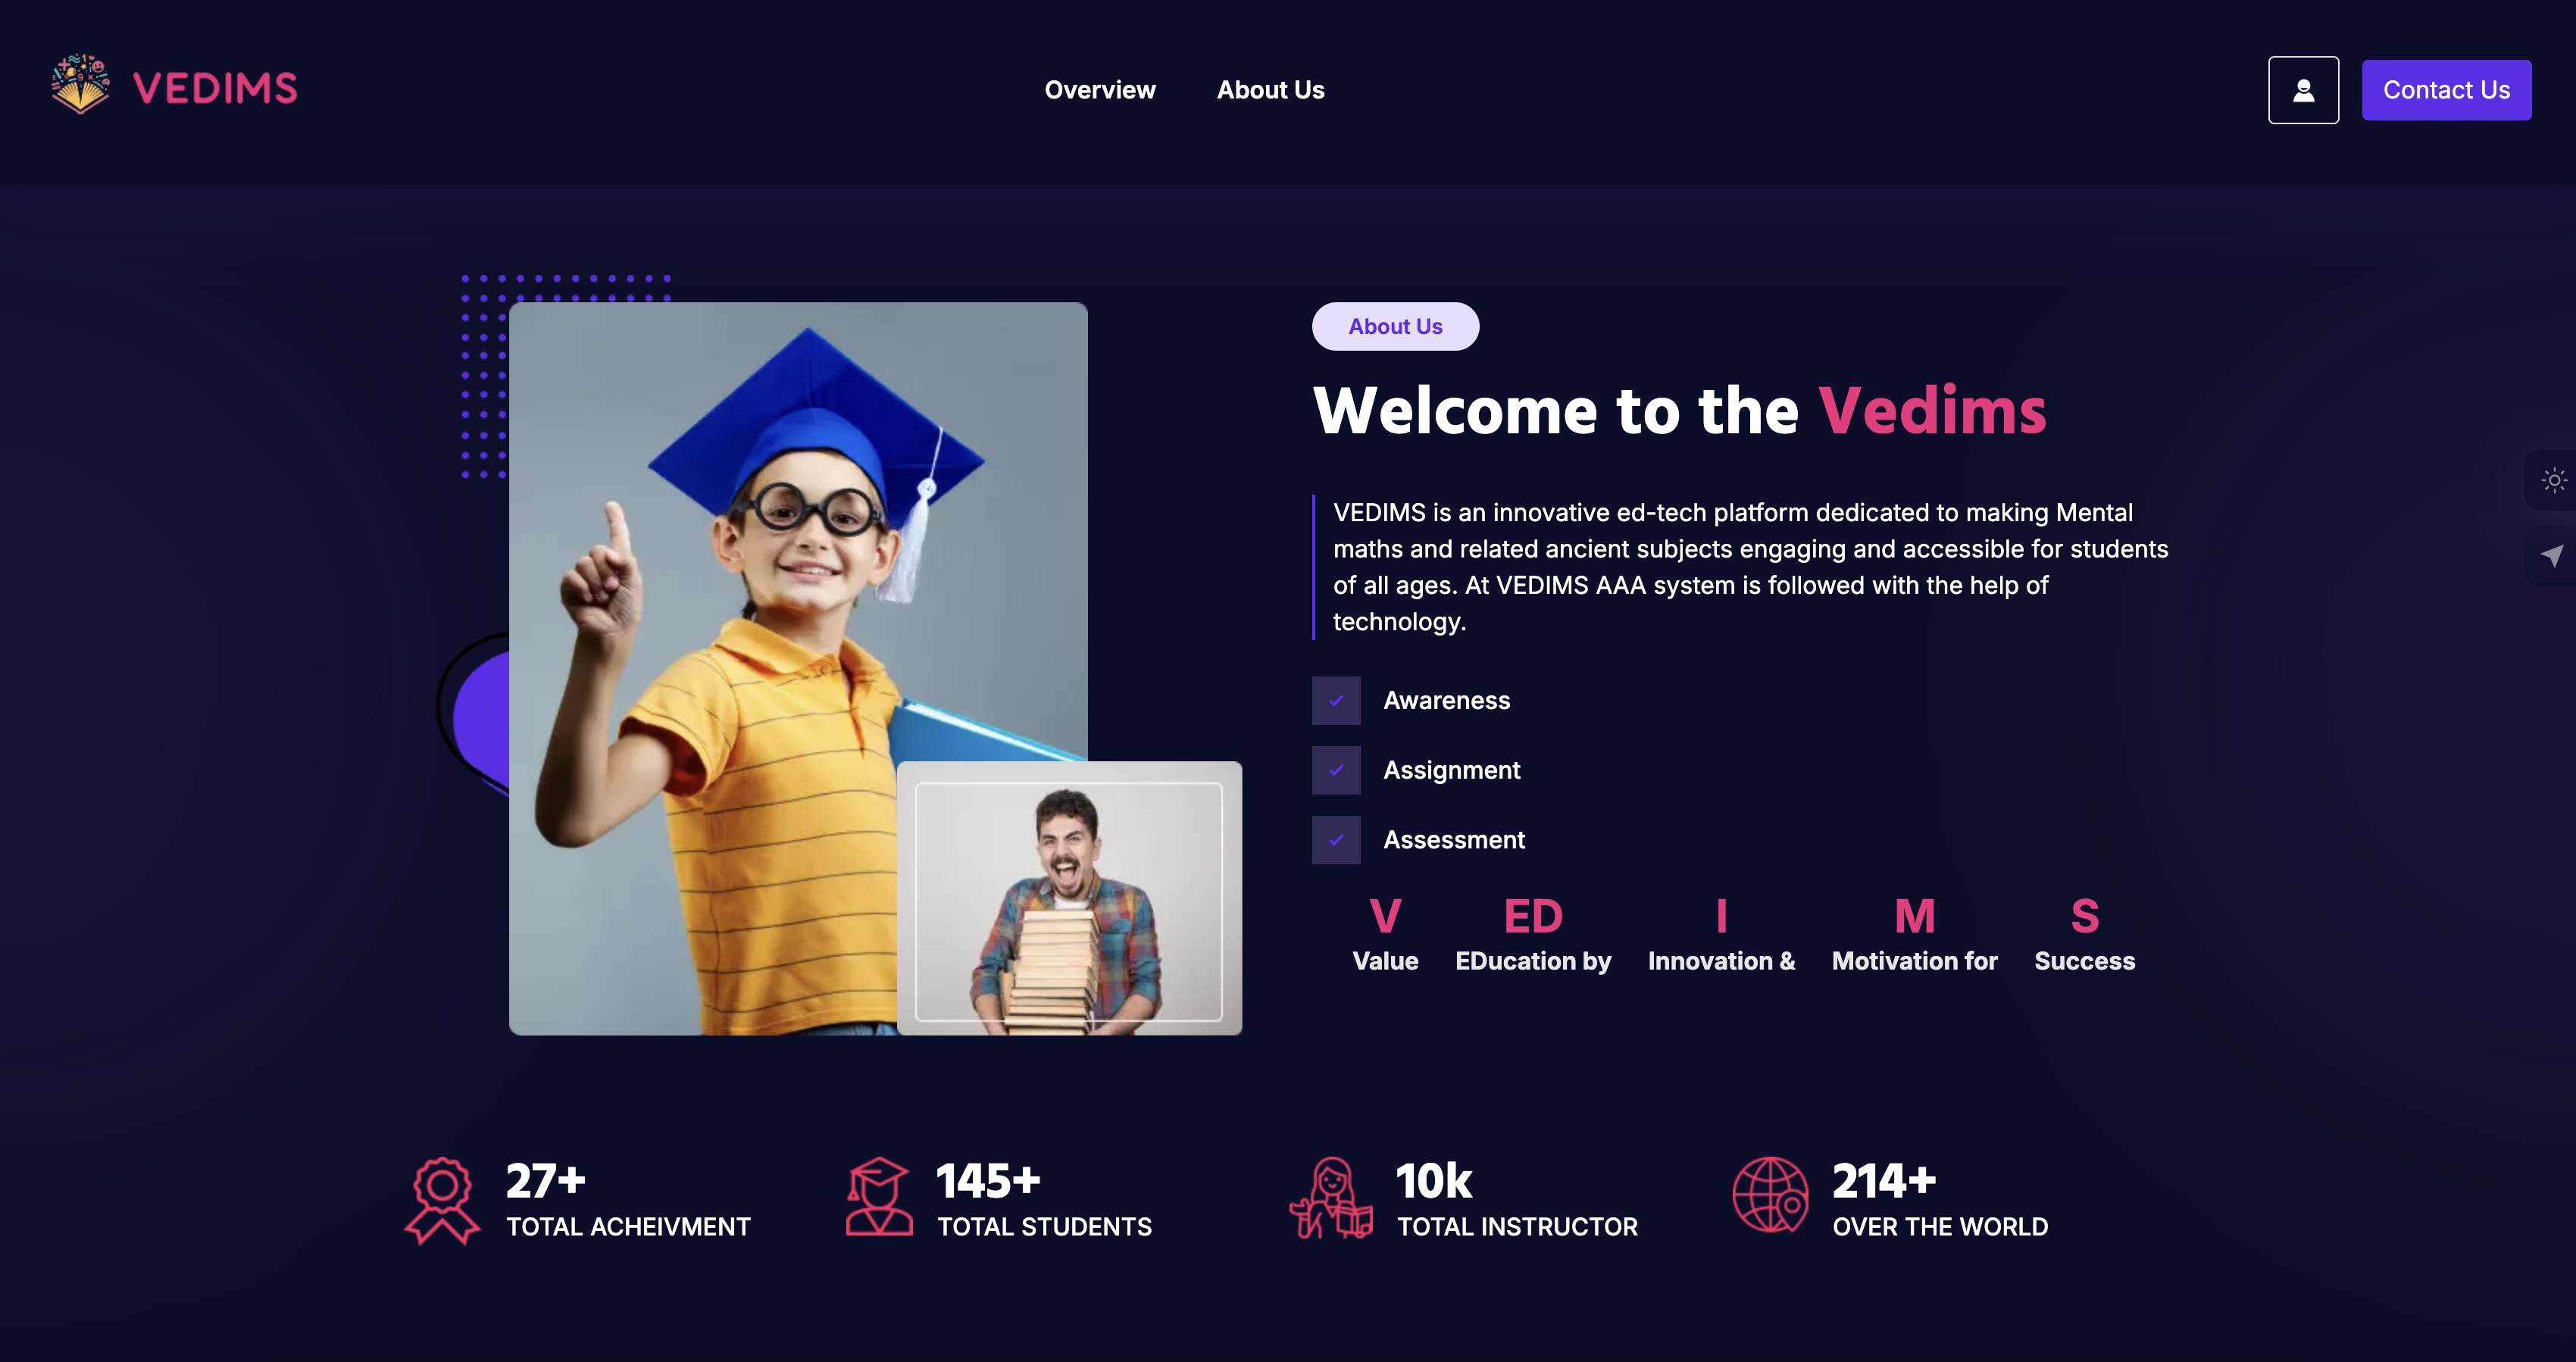 VEDIMS
Overview
About Us
Contact Us
About Us
Welcome to the Vedims
VEDIMS is an innovative ed-tech platform dedicated to making Mental
maths and related ancient subjects engaging and accessible for students
of all ages. At VEDIMS AAA system is followed with the help of
technology.
Awareness
Assignment
Assessment
V ED I M S
Value EDucation by Innovation & Motivation for Success
27+
TOTAL ACHEIVMENT
145+
TOTAL STUDENTS
10k
TOTAL INSTRUCTOR
214+
OVER THE WORLD